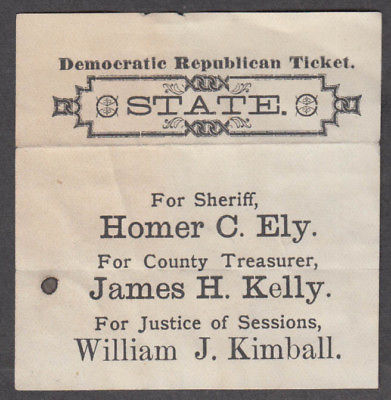 Democratic Republican Ticket.
STATE.
For Sheriff,
Homer C. Ely.
For County Treasurer,
James H. Kelly.
For Justice of Sessions,
William J. Kimball.